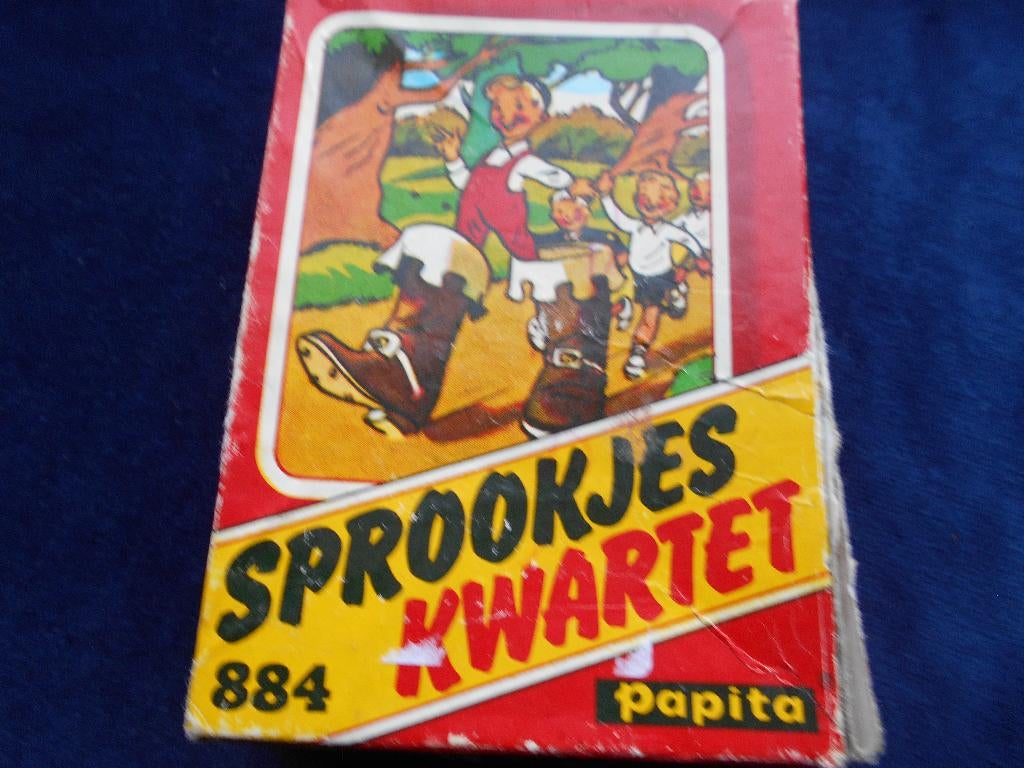 SPROOKJES
KWARTET
884
papita